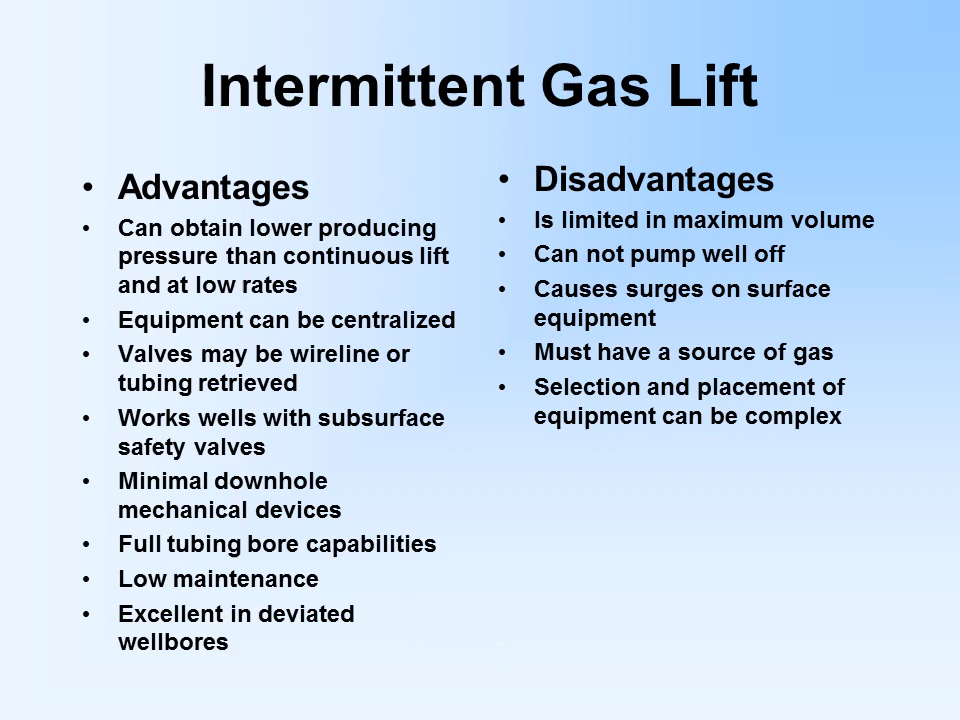 Intermittent Gas Lift
• Advantages
• Can obtain lower producing
pressure than continuous lift
and at low rates
• Equipment can be centralized
• Valves may be wireline or
tubing retrieved
• Works wells with subsurface
safety valves
• Minimal downhole
mechanical devices
• Full tubing bore capabilities
• Low maintenance
• Excellent in deviated
wellbores
• Disadvantages
• Is limited in maximum volume
• Can not pump well off
• Causes surges on surface
equipment
• Must have a source of gas
• Selection and placement of
equipment can be complex